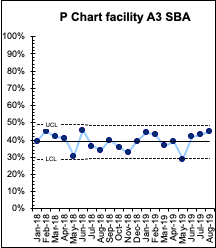 P Chart facility A3 SBA
100%
90%
80%
70%
60%
50%
UCL
40%
30%
LCL
20%
10%
0%
Jan-18
Feb-18
Mar-18
Apr-18
May-18
Jun-18
Jul-18
Aug-18
Sep-18
Oct-18
Nov-18
Dec-18
Jan-19
Feb-19
Mar-19
Apr-19
May-19
Jun-19
Jul-19
Aug-19